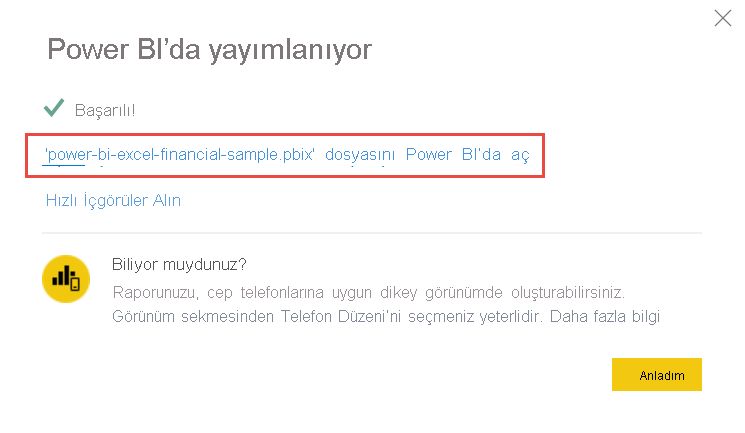 Power BI’da yayımlanıyor
Başarılı!
'power-bi-excel-financial-sample.pbix' dosyasını Power BI’da aç
Hızlı İçgörüler Alın
Biliyor muydunuz?
Raporunuzu, cep telefonlarına uygun dikey görünümde oluşturabilirsiniz.
Görünüm sekmesinden Telefon Düzeni’ni seçmeniz yeterlidir. Daha fazla bilgi
Anladım